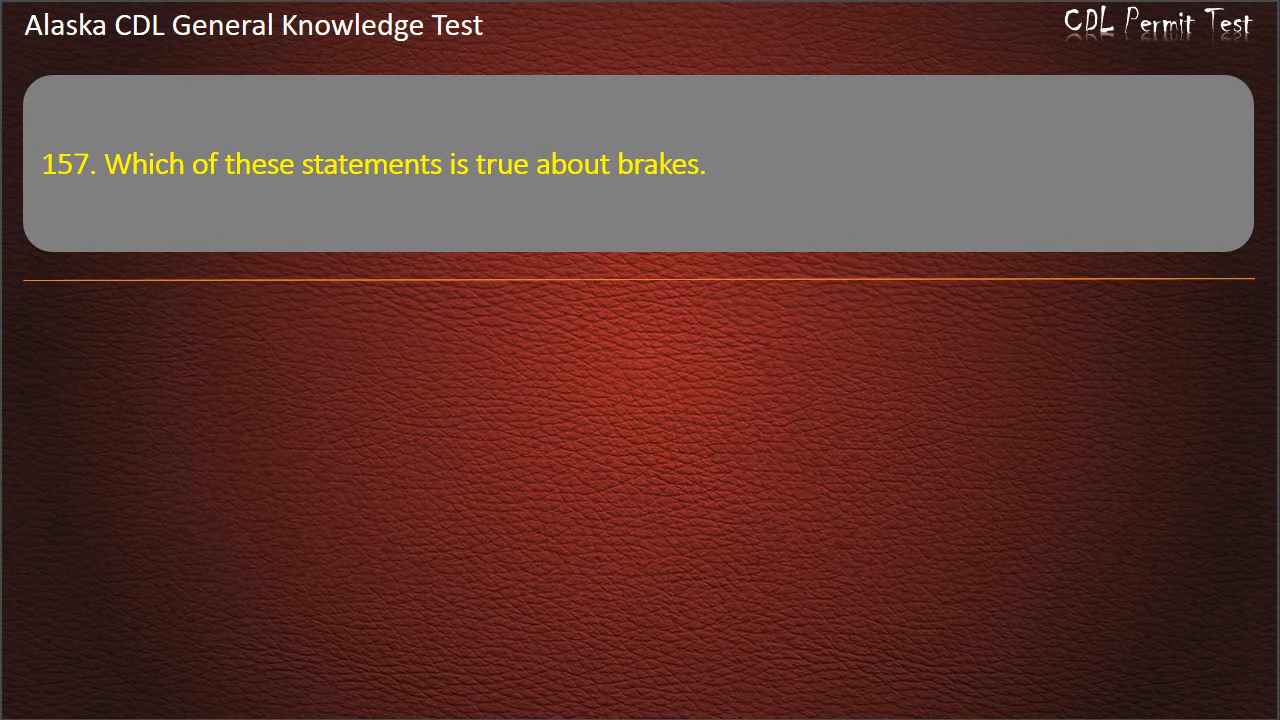 Alaska CDL General Knowledge Test
CDL Permit Test
157. Which of these statements is true about brakes.